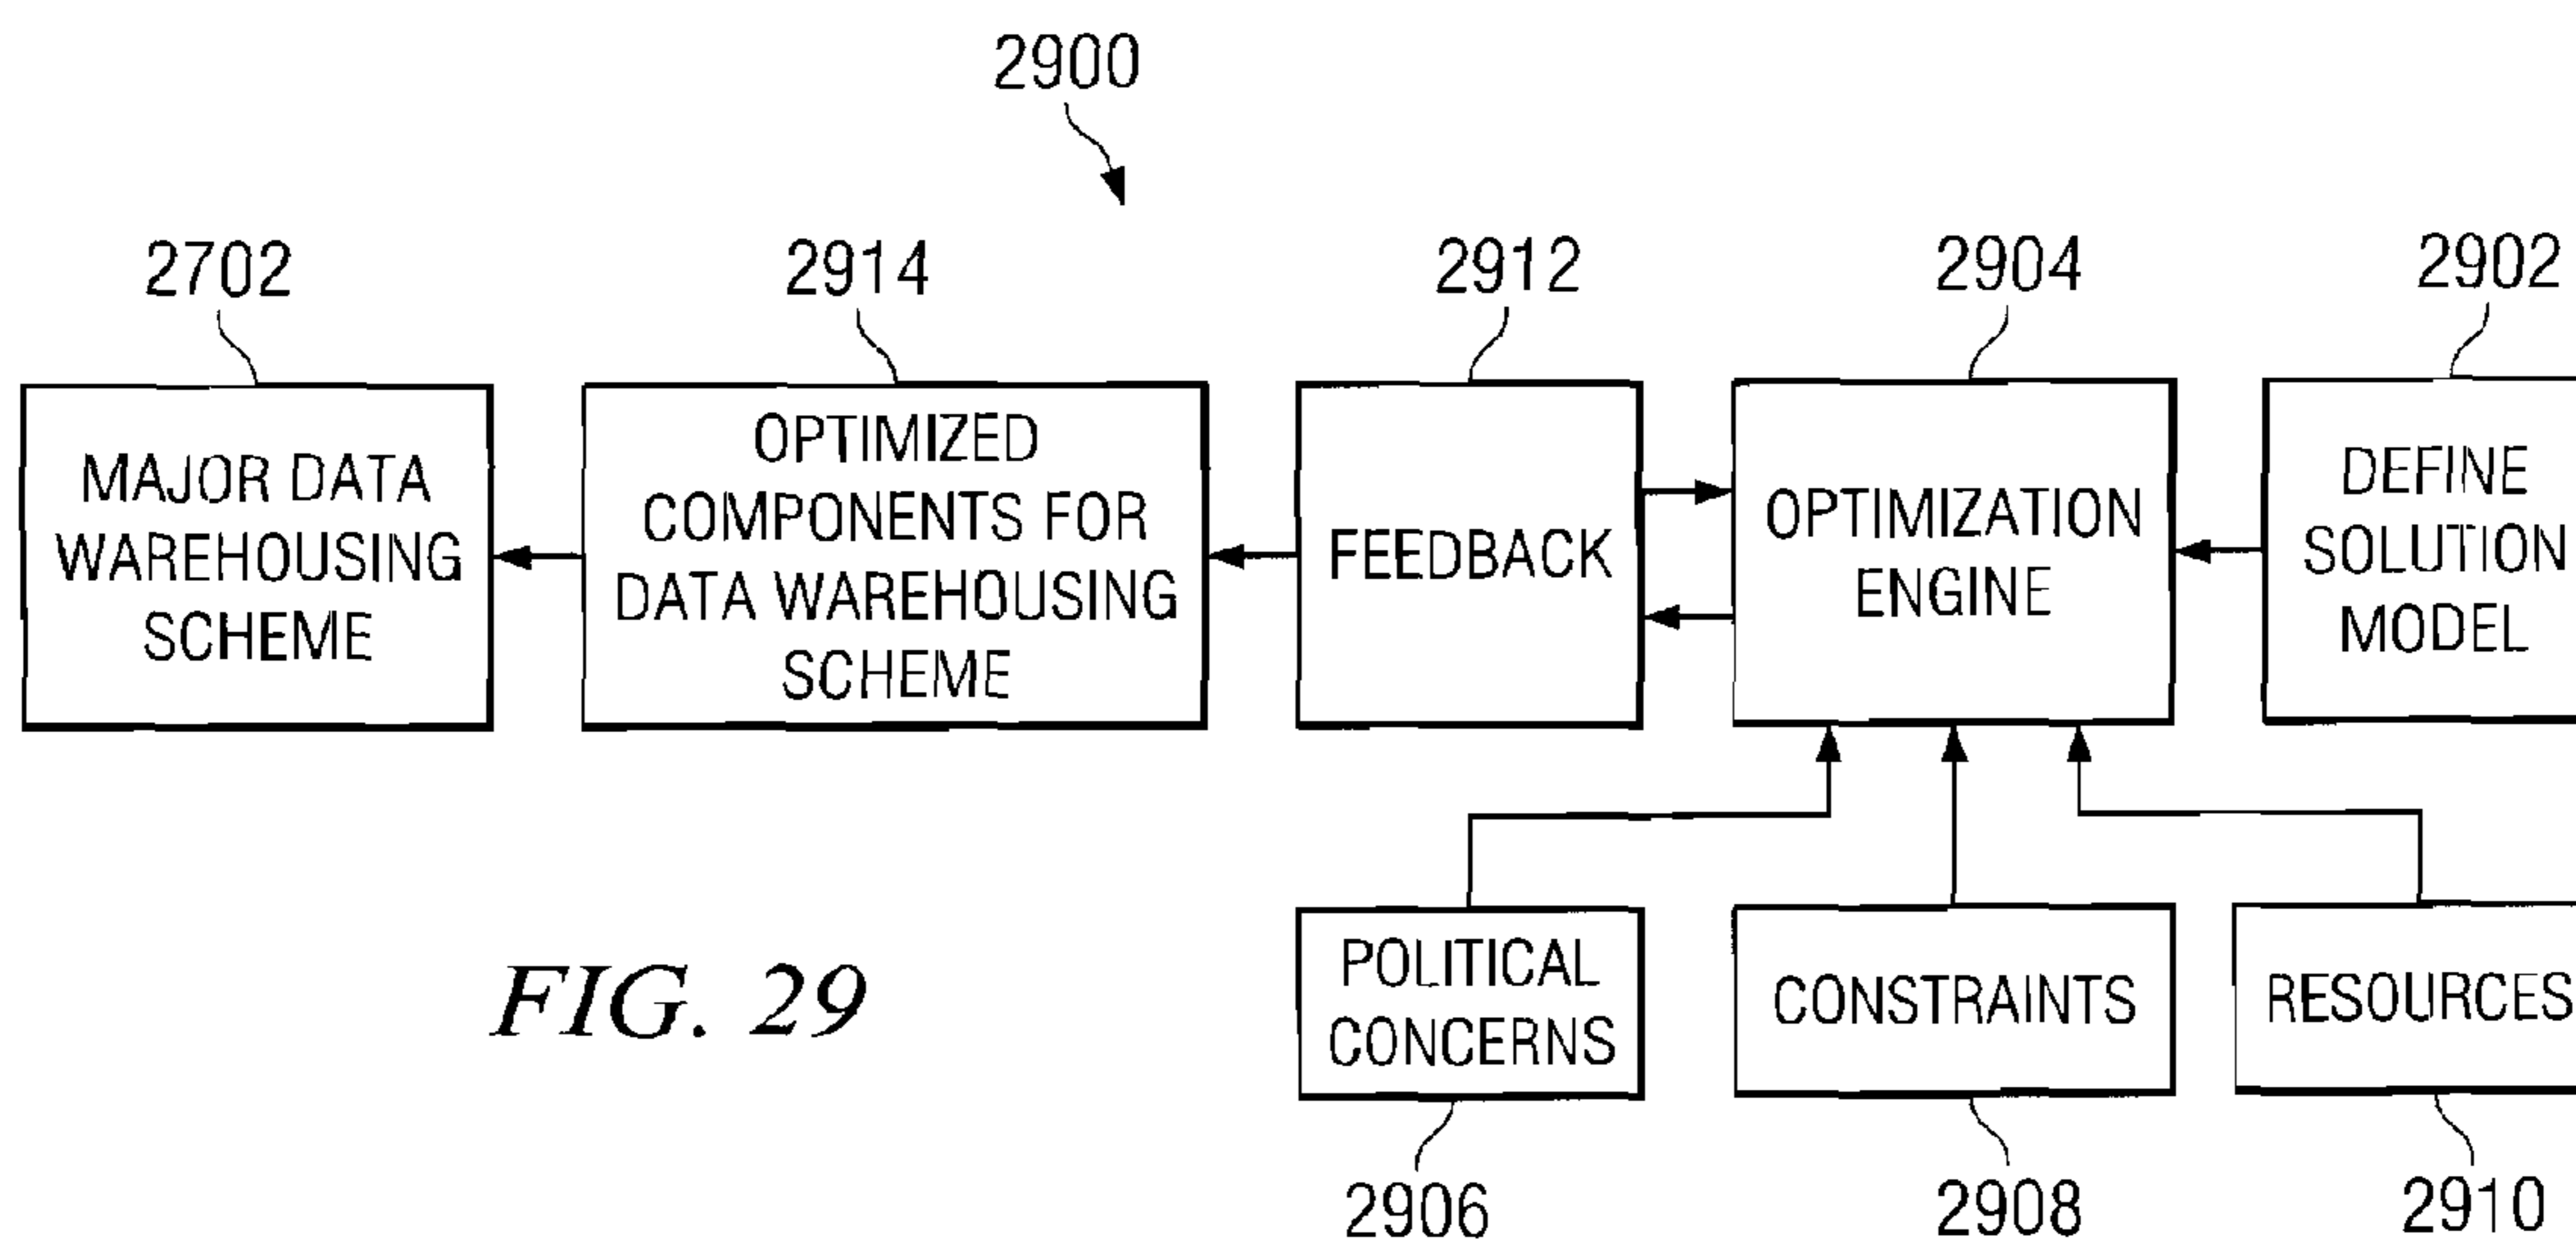 2900
2702
2914
2912
2904
2902
MAJOR DATA
WAREHOUSING
SCHEME
OPTIMIZED
COMPONENTS FOR
DATA WAREHOUSING
SCHEME
FEEDBACK
OPTIMIZATION
ENGINE
DEFINE
SOLUTION
MODEL
POLITICAL
CONCERNS
CONSTRAINTS
RESOURCES
FIG. 29
2906
2908
2910